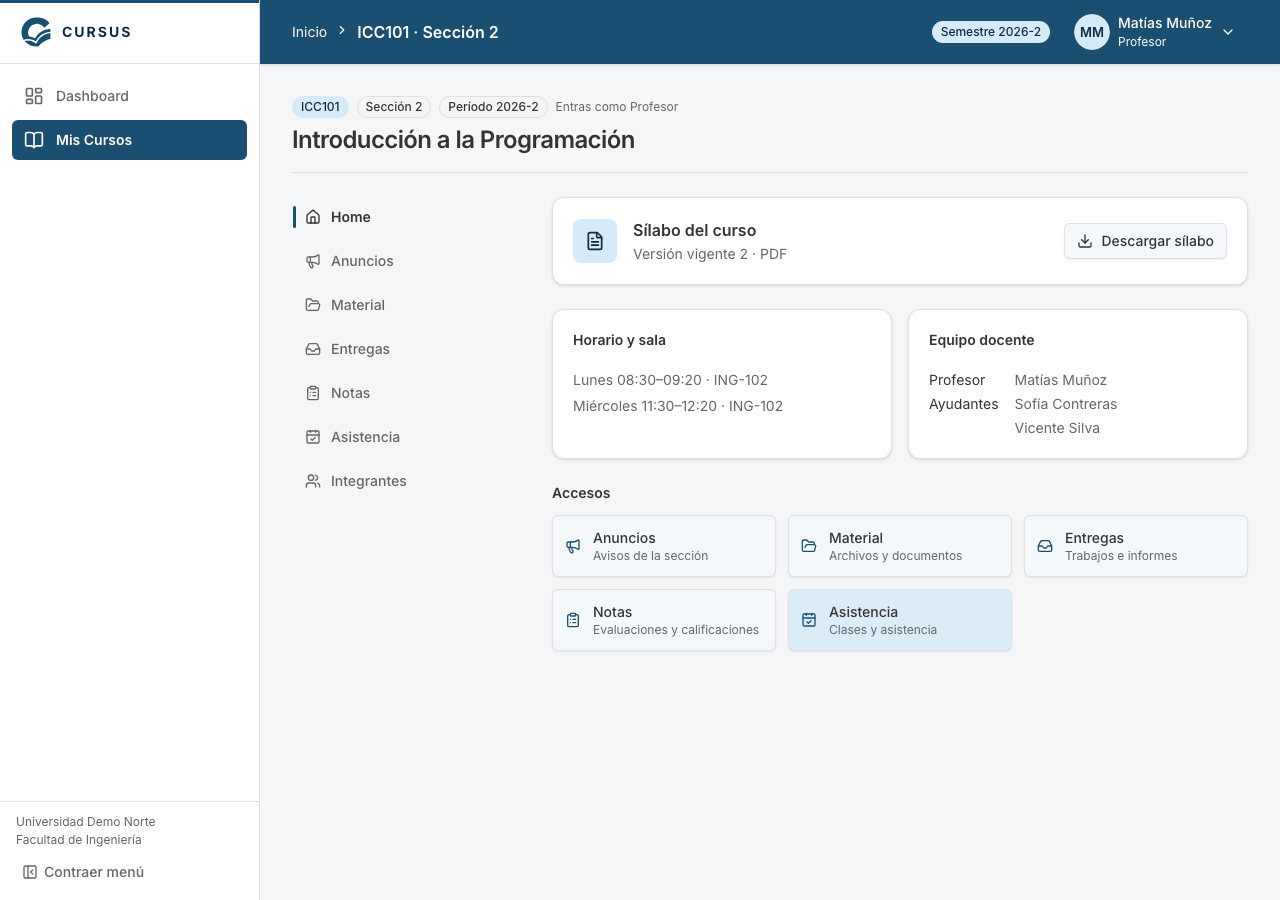 CURSUS
Inicio > ICC101 · Sección 2
Semestre 2026-2
MM
Matías Muñoz
Profesor
Dashboard
Mis Cursos
ICC101
Sección 2
Período 2026-2
Entras como Profesor
Introducción a la Programación
Home
Anuncios
Material
Entregas
Notas
Asistencia
Integrantes
Sílabo del curso
Versión vigente 2 · PDF
Descargar sílabo
Horario y sala
Lunes 08:30–09:20 · ING-102
Miércoles 11:30–12:20 · ING-102
Equipo docente
Profesor Matías Muñoz
Ayudantes Sofía Contreras
Vicente Silva
Accesos
Anuncios
Avisos de la sección
Material
Archivos y documentos
Entregas
Trabajos e informes
Notas
Evaluaciones y calificaciones
Asistencia
Clases y asistencia
Universidad Demo Norte
Facultad de Ingeniería
Contraer menú